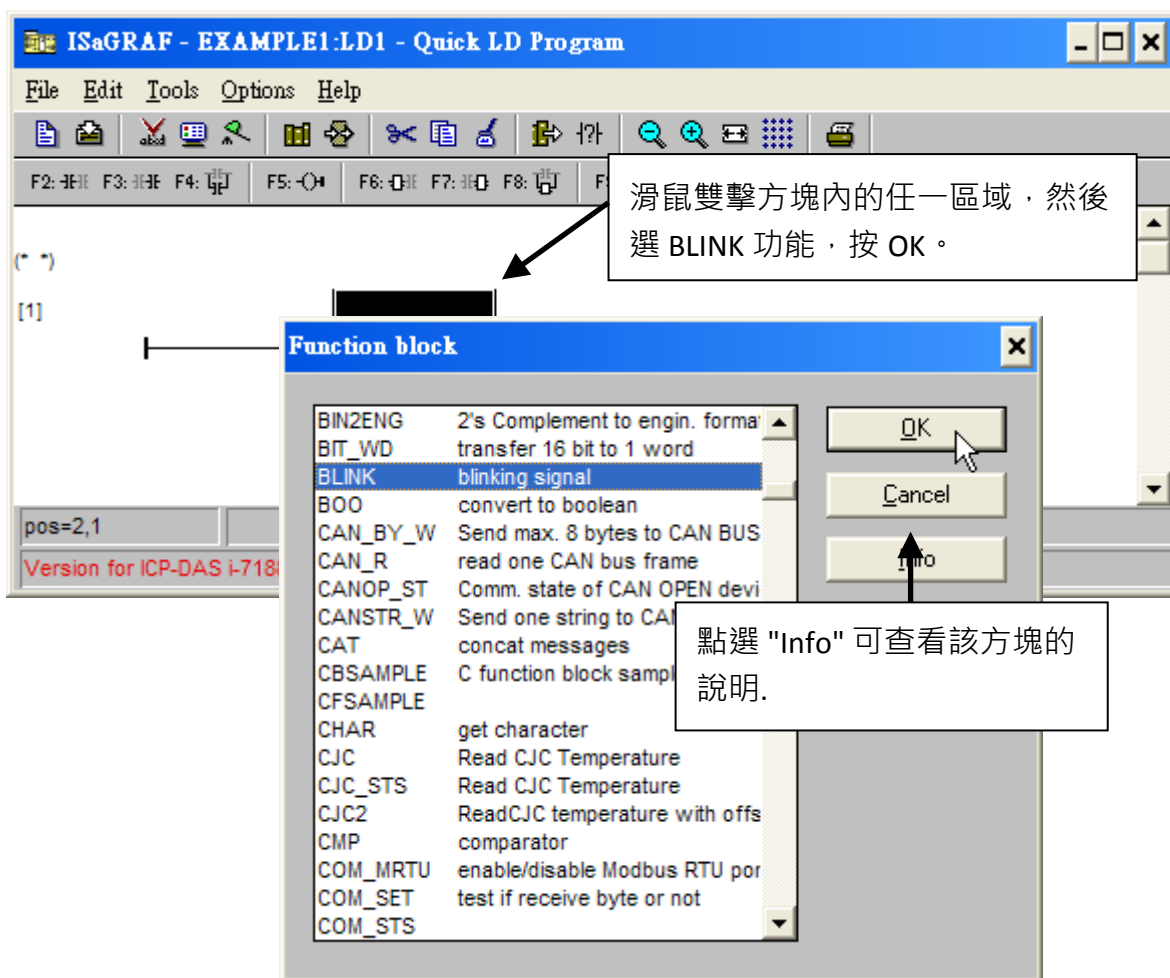 ISaGRAF - EXAMPLE1:LD1 - Quick LD Program
File Edit Tools Options Help
F2: F3: F4: F5: F6: F7: F8:
滑鼠雙擊方塊內的任一區域，然後
選 BLINK 功能，按 OK。
(* *)
[1]
Function block
BIN2ENG 2's Complement to engin. format
BIT_WD transfer 16 bit to 1 word
BLINK blinking signal
BOO convert to boolean
CAN_BY_W Send max. 8 bytes to CAN BUS
CAN_R read one CAN bus frame
CANOP_ST Comm. state of CAN OPEN devi
CANSTR_W Send one string to CAN
CAT concat messages
CBSAMPLE C function block sampl
CFSAMPLE
CHAR get character
CJC Read CJC Temperature
CJC_STS Read CJC Temperature
CJC2 ReadCJC temperature with offs
CMP comparator
COM_MRTU enable/disable Modbus RTU por
COM_SET test if receive byte or not
COM_STS
OK
Cancel
Info
點選 "Info" 可查看該方塊的
說明.
pos=2,1
Version for ICP-DAS i-7188